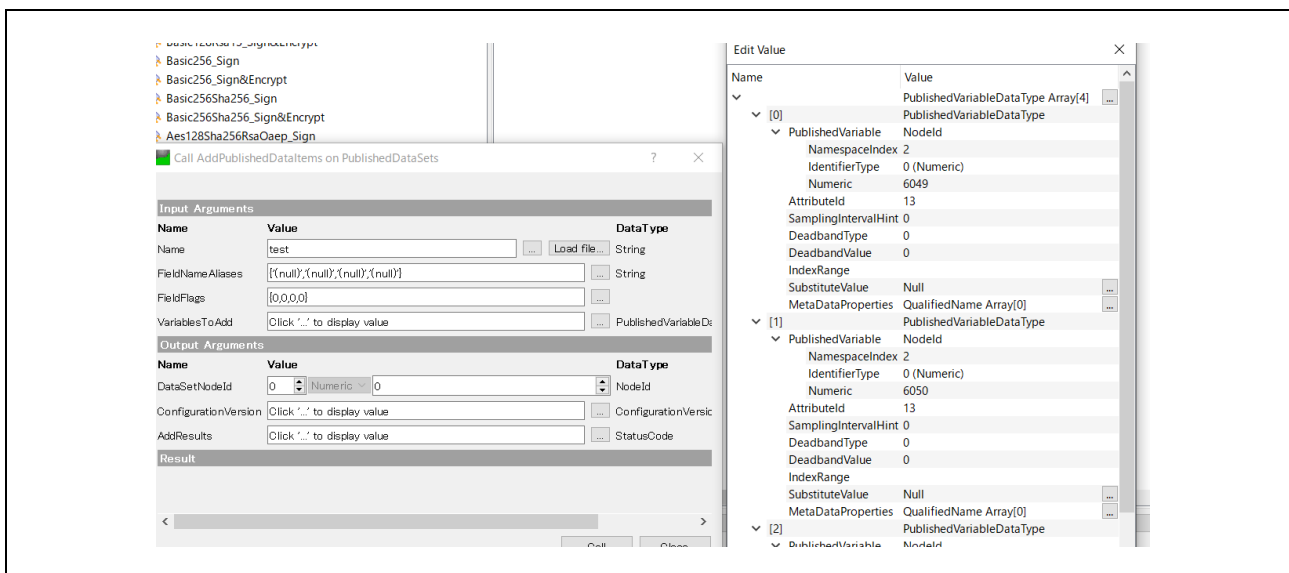 Basic128Rsa15_Sign&Encrypt
Basic256_Sign
Basic256_Sign&Encrypt
Basic256Sha256_Sign
Basic256Sha256_Sign&Encrypt
Aes128Sha256RsaOaep_Sign
Call AddPublishedDataItems on PublishedDataSets ? ×
Input Arguments
Name Value DataType
Name test ... Load file... String
FieldNameAliases ['(null)','(null)','(null)','(null)'] ... String
FieldFlags [0,0,0,0] ...
VariablesToAdd Click '...' to display value ... PublishedVariableDa
Output Arguments
Name Value DataType
DataSetNodeId 0 Numeric 0 NodeId
ConfigurationVersion Click '...' to display value ... ConfigurationVersic
AddResults Click '...' to display value ... StatusCode
Result
Call Close
Edit Value ×
Name Value
PublishedVariableDataType Array[4] ...
[0] PublishedVariableDataType
PublishedVariable NodeId
NamespaceIndex 2
IdentifierType 0 (Numeric)
Numeric 6049
AttributeId 13
SamplingIntervalHint 0
DeadbandType 0
DeadbandValue 0
IndexRange
SubstituteValue Null ...
MetaDataProperties QualifiedName Array[0] ...
[1] PublishedVariableDataType
PublishedVariable NodeId
NamespaceIndex 2
IdentifierType 0 (Numeric)
Numeric 6050
AttributeId 13
SamplingIntervalHint 0
DeadbandType 0
DeadbandValue 0
IndexRange
SubstituteValue Null ...
MetaDataProperties QualifiedName Array[0] ...
[2] PublishedVariableDataType
PublishedVariable NodeId